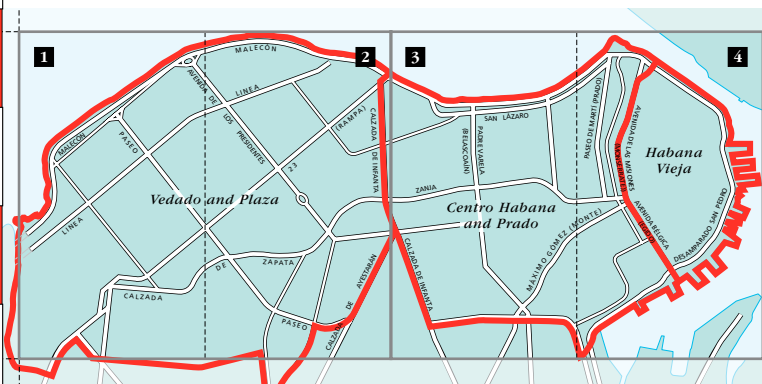 1
2
3
4
MALECÓN
AVENIDA DE LOS PRESIDENTES
LINEA
(RAMPA)
23
CALZADA DE INFANTA
MALECÓN
PASEO
LINEA
Vedado and Plaza
CALZADA
DE
ZAPATA
PASEO
CALZADA DE AYESTARÁN
SAN LÁZARO
PADRE VARELA
(BELASCOAÍN)
ZANJA
Centro Habana
and Prado
CALZADA DE INFANTA
MÁXIMO GÓMEZ (MONTE)
PASEO DE MARTÍ (PRADO)
AVENIDA DE LAS MISIONES
(MONSERRATE)
Habana
Vieja
AVENIDA BÉLGICA
(EGIDO)
DESAMPARADO SAN PEDRO